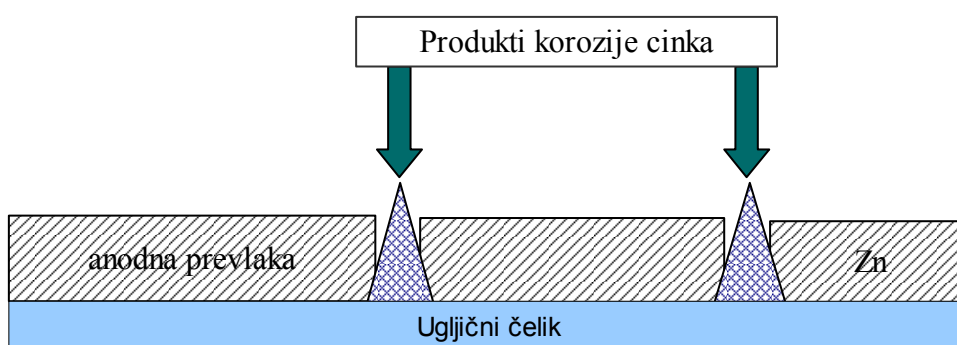 Produkti korozije cinka
anodna prevlaka
Zn
Ugljični čelik